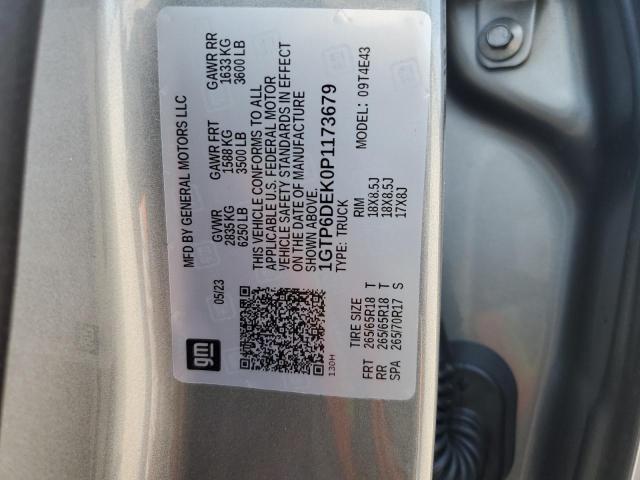 gm
MFD BY GENERAL MOTORS LLC
05/23
GVWR GAWR FRT GAWR RR
2835 KG 1588 KG 1633 KG
6250 LB 3500 LB 3600 LB
THIS VEHICLE CONFORMS TO ALL
APPLICABLE U.S. FEDERAL MOTOR
VEHICLE SAFETY STANDARDS IN EFFECT
ON THE DATE OF MANUFACTURE
SHOWN ABOVE.
1GTP6DEK0P1173679
TYPE: TRUCK MODEL: 09T4E43
130H
TIRE SIZE RIM
FRT 265/65R18 T 18X8.5J
RR 265/65R18 T 18X8.5J
SPA 265/70R17 S 17X8J